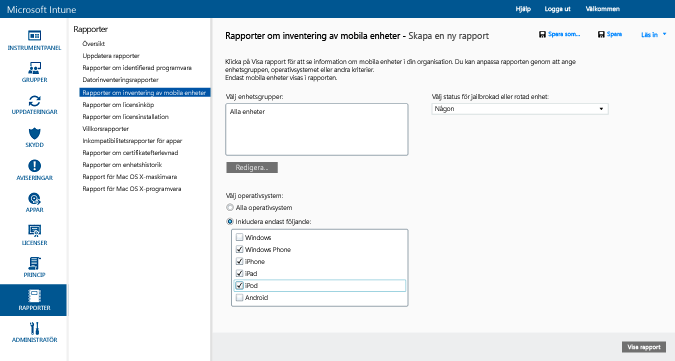 Microsoft Intune
Hjälp Logga ut Välkommen
INSTRUMENTPANEL
GRUPPER
UPPDATERINGAR
SKYDD
AVISERINGAR
APPAR
LICENSER
PRINCIP
RAPPORTER
ADMINISTRATÖR
Rapporter
Översikt
Uppdatera rapporter
Rapporter om identifierad programvara
Datorinventeringsrapporter
Rapporter om inventering av mobila enheter
Rapporter om licensköp
Rapporter om licensinstallation
Villkorsrapporter
Inkompatibilitetsrapporter för appar
Rapporter om certifikatefterlevnad
Rapporter om enhetshistorik
Rapport för Mac OS X-maskinvara
Rapport för Mac OS X-programvara
Rapporter om inventering av mobila enheter - Skapa en ny rapport
Spara som... Spara Läs in
Klicka på Visa rapport för att se information om mobila enheter i din organisation. Du kan anpassa rapporten genom att ange
enhetsgrupper, operativsystemet eller andra kriterier.
Endast mobila enheter visas i rapporten.
Välj enhetsgrupper:
Alla enheter
Redigera...
Välj status för jailbrokad eller rotad enhet:
Någon
Välj operativsystem:
Alla operativsystem
Inkludera endast följande:
Windows
Windows Phone
iPhone
iPad
iPod
Android
Visa rapport